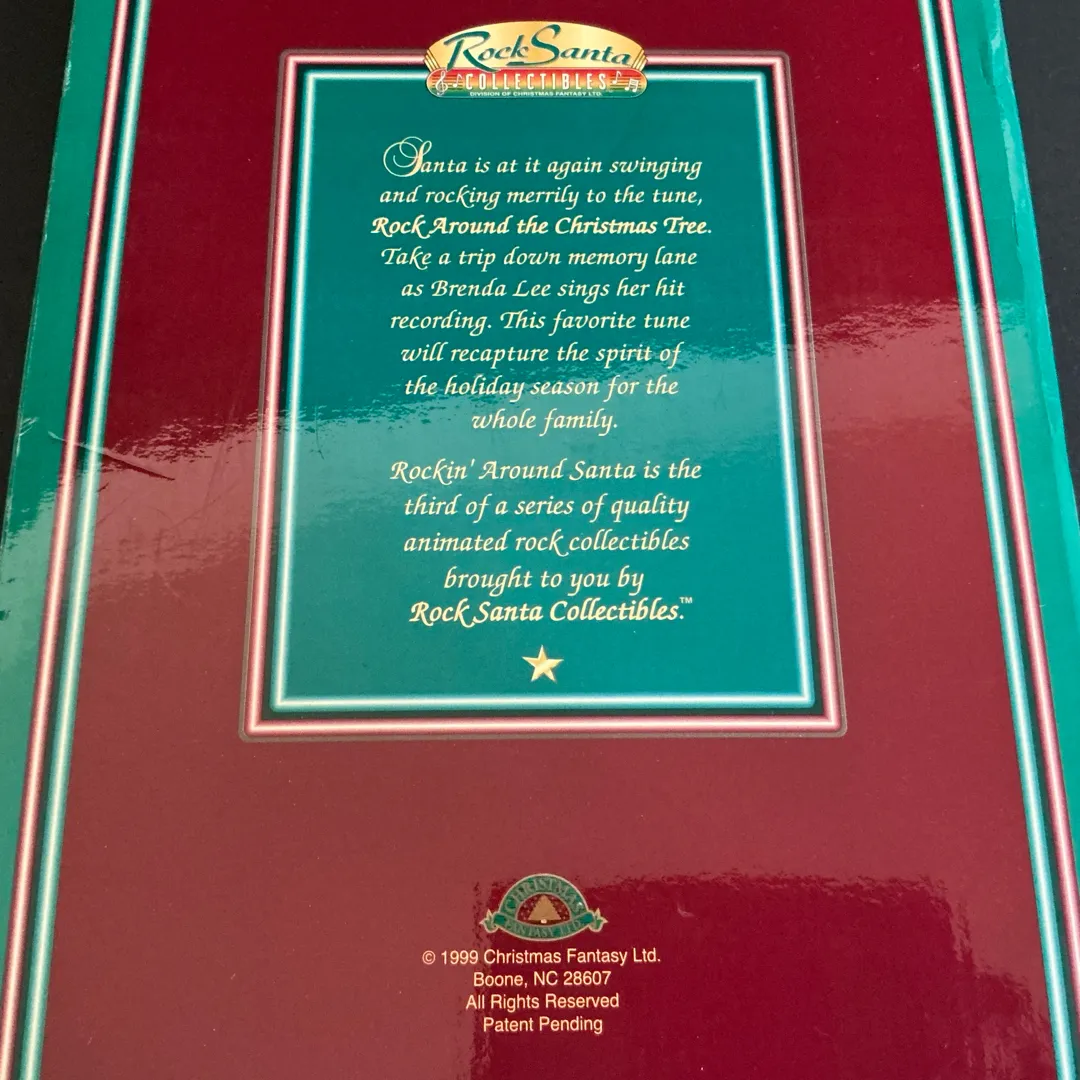 Rock Santa
COLLECTIBLES
DIVISION OF CHRISTMAS FANTASY LTD.
Santa is at it again swinging
and rocking merrily to the tune,
Rock Around the Christmas Tree.
Take a trip down memory lane
as Brenda Lee sings her hit
recording. This favorite tune
will recapture the spirit of
the holiday season for the
whole family.
Rockin' Around Santa is the
third of a series of quality
animated rock collectibles
brought to you by
Rock Santa Collectibles.™
CHRISTMAS
FANTASY LTD.
© 1999 Christmas Fantasy Ltd.
Boone, NC 28607
All Rights Reserved
Patent Pending